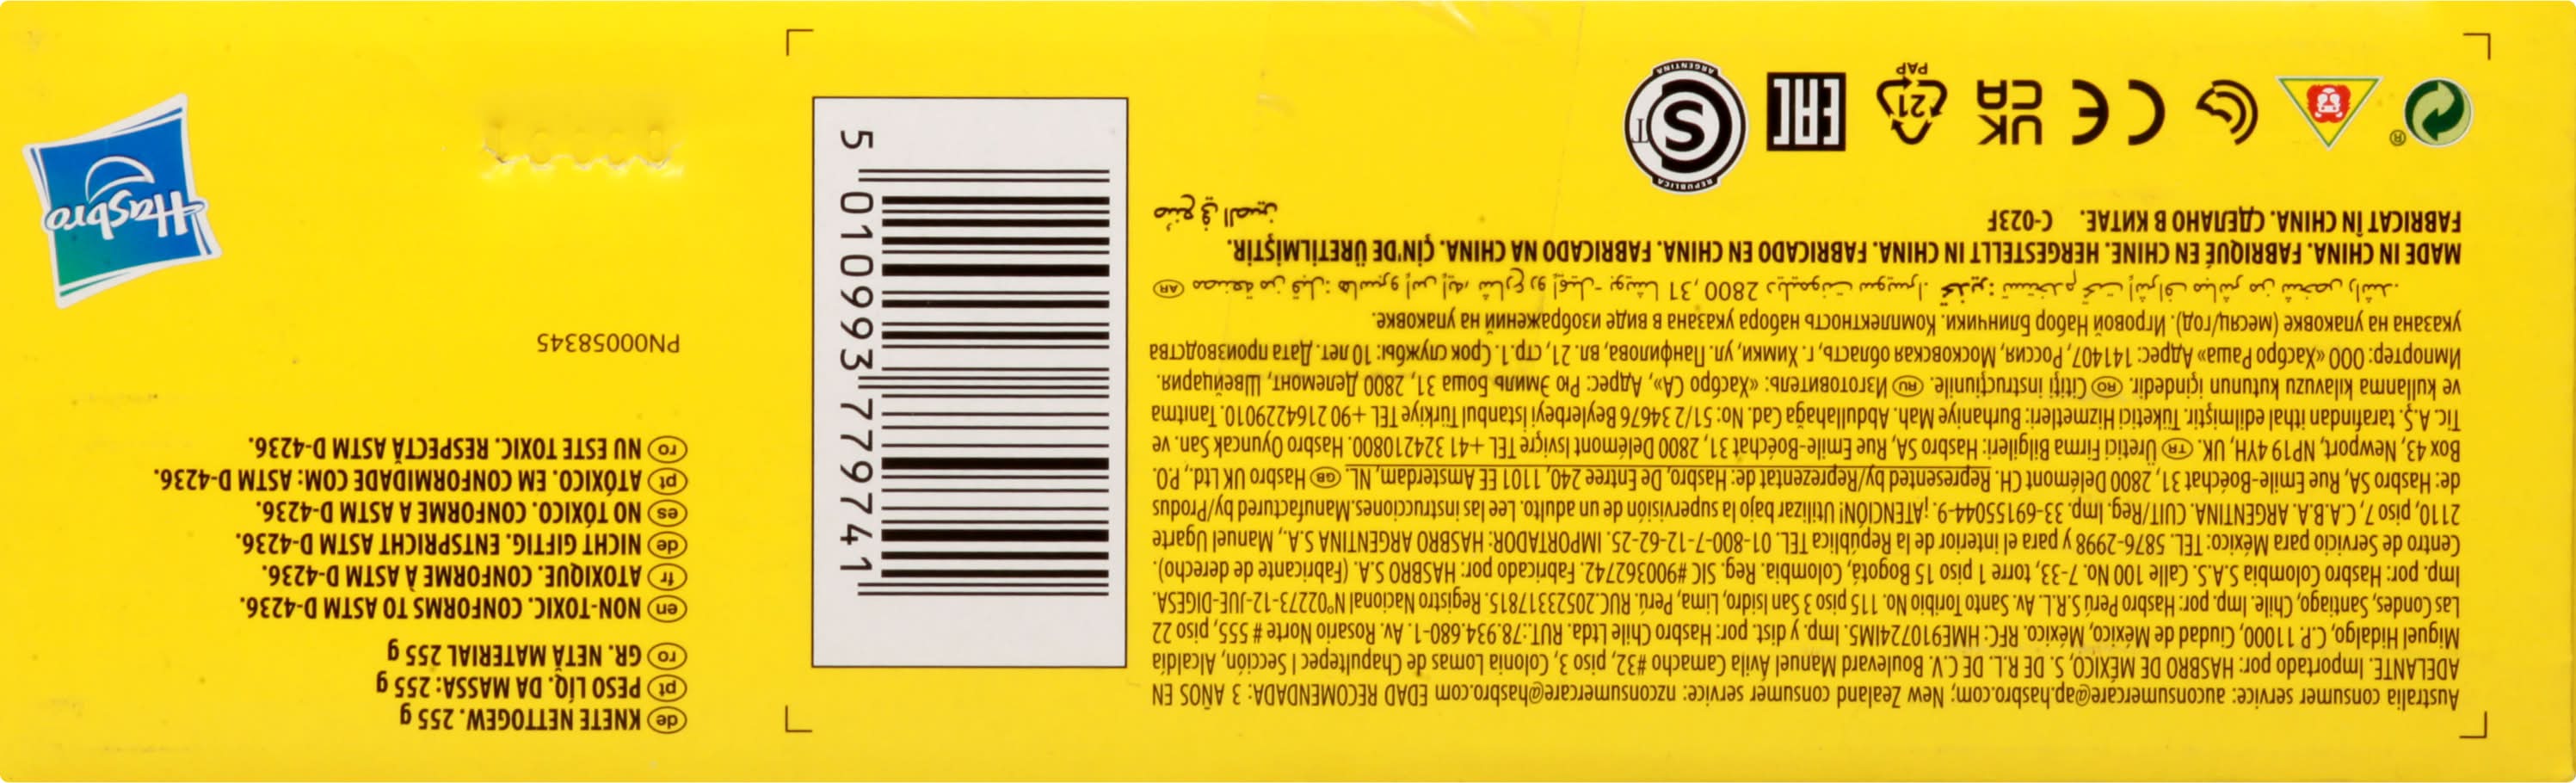 Australia consumer service: auconsumercare@ap.hasbro.com; New Zealand consumer service: nzconsumercare@hasbro.com EDAD RECOMENDADA: 3 AÑOS EN
ADELANTE. Importado por: HASBRO DE MÉXICO, S. DE R.L. DE C.V. Boulevard Manuel Ávila Camacho #32, piso 3, Colonia Lomas de Chapultepec I Sección, Alcaldía
Miguel Hidalgo, C.P. 11000, Ciudad de México, México. RFC: HME910724IM5. Imp. y dist. por: Hasbro Chile Ltda. RUT.:78.934.680-1. Av. Rosario Norte # 555, piso 22
Las Condes, Santiago, Chile. Imp. por: Hasbro Perú S.R.L. Av. Santo Toribio No. 115 piso 3 San Isidro, Lima, Perú. RUC.20523317815. Registro Nacional Nº02273-12-JUE-DIGESA.
Imp. por: Hasbro Colombia S.A.S. Calle 100 No. 7-33, torre 1 piso 15 Bogotá, Colombia. Reg. SIC #900362742. Fabricado por: HASBRO S.A. (Fabricante de derecho).
Centro de Servicio para México: TEL. 5876-2998 y para el interior de la República TEL. 01-800-7-12-62-25. IMPORTADOR: HASBRO ARGENTINA S.A., Manuel Ugarte
2110, piso 7, C.A.B.A. ARGENTINA. CUIT/Reg. Imp. 33-69155044-9. ¡ATENCIÓN! Utilizar bajo la supervisión de un adulto. Lee las instrucciones.Manufactured by/Produs
de: Hasbro SA, Rue Emile-Boéchat 31, 2800 Delémont CH. Represented by/Reprezentat de: Hasbro, De Entree 240, 1101 EE Amsterdam, NL. GB Hasbro UK Ltd., P.O.
Box 43, Newport, NP19 4YH, UK. TR Üretici Firma Bilgileri: Hasbro SA, Rue Emile-Boéchat 31, 2800 Delémont İsviçre TEL +41 324210800. Hasbro Oyuncak San. ve
Tic. A.Ş. tarafından ithal edilmiştir. Tüketici Hizmetleri: Burhaniye Mah. Abdullahağa Cad. No: 51/2 34676 Beylerbeyi İstanbul Türkiye TEL +90 2164229010. Tanıtma
ve kullanma kılavuzu kutunun içindedir. RO Citiți instrucțiunile. RU Изготовитель: «Хасбро СА», Адрес: Рю Эмиль Боша 31, 2800 Делемонт, Швейцария.
Импортер: ООО «Хасбро Раша» Адрес: 141407, Россия, Московская область, г. Химки, ул. Панфилова, вл. 21, стр.1. Срок службы: 10 лет. Дата производства
указана на упаковке (месяц/год). Игровой Набор Блинчики. Комплектность набора указана в виде изображений на упаковке.
AR 2800 ,31
MADE IN CHINA. FABRIQUÉ EN CHINE. HERGESTELLT IN CHINA. FABRICADO EN CHINA. FABRICADO NA CHINA. ÇİN'DE ÜRETİLMİŞTİR.
FABRICAT ÎN CHINA. СДЕЛАНО В КИТАЕ. C-023F صنع في الصين
®
CE
UK CA
21
PAP
EAC
REPUBLICA
S
T
ARGENTINA
5 010993 779741
de KNETE NETTOGEW. 255 g
pt PESO LÍQ. DA MASSA: 255 g
ro GR. NETĂ MATERIAL 255 g
en NON-TOXIC. CONFORMS TO ASTM D-4236.
fr ATOXIQUE. CONFORME À ASTM D-4236.
de NICHT GIFTIG. ENTSPRICHT ASTM D-4236.
es NO TÓXICO. CONFORME A ASTM D-4236.
pt ATÓXICO. EM CONFORMIDADE COM: ASTM D-4236.
ro NU ESTE TOXIC. RESPECTĂ ASTM D-4236.
PN00058345
Hasbro